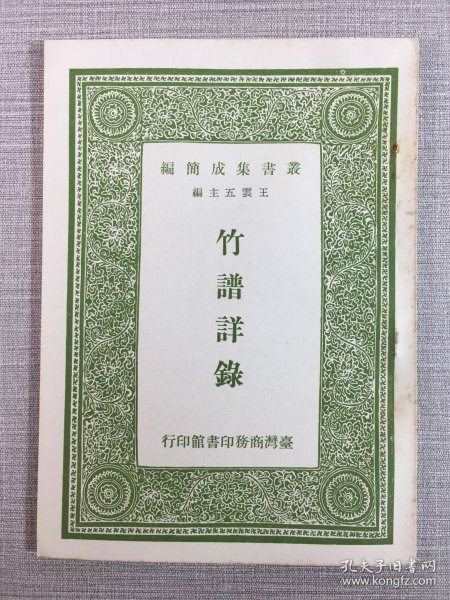 叢書集成簡編
王雲五主編
竹譜詳錄
臺灣商務印書館印行
孔夫子旧书网
www.kongfz.com